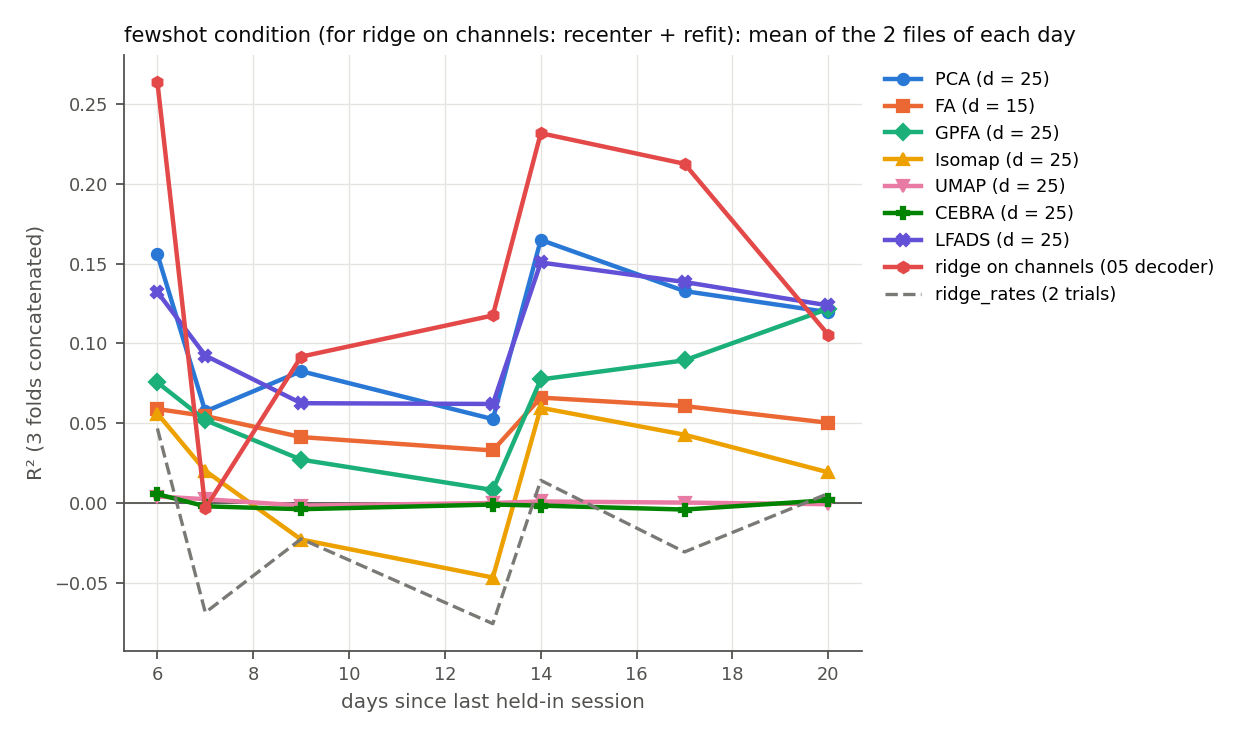 fewshot condition (for ridge on channels: recenter + refit): mean of the 2 files of each day
R² (3 folds concatenated)
0.25
0.20
0.15
0.10
0.05
0.00
−0.05
6 8 10 12 14 16 18 20
days since last held-in session
PCA (d = 25)
FA (d = 15)
GPFA (d = 25)
Isomap (d = 25)
UMAP (d = 25)
CEBRA (d = 25)
LFADS (d = 25)
ridge on channels (05 decoder)
ridge_rates (2 trials)